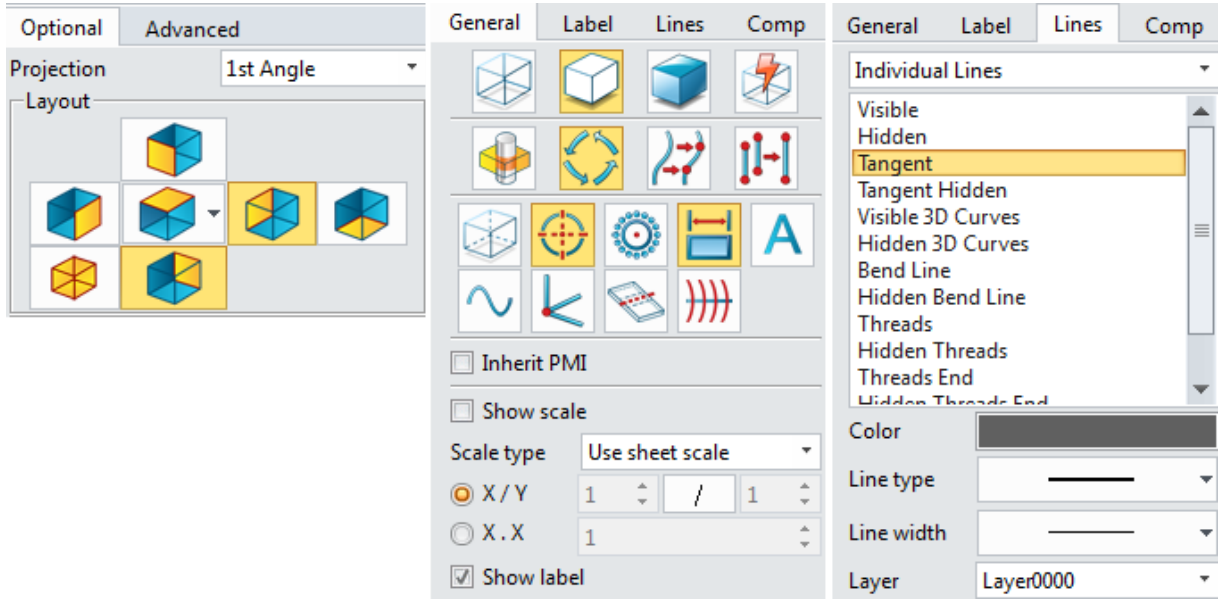 Optional Advanced
Projection 1st Angle
Layout
General Label Lines Comp
A
Inherit PMI
Show scale
Scale type Use sheet scale
X / Y 1 / 1
X . X 1
Show label
General Label Lines Comp
Individual Lines
Visible
Hidden
Tangent
Tangent Hidden
Visible 3D Curves
Hidden 3D Curves
Bend Line
Hidden Bend Line
Threads
Hidden Threads
Threads End
Hidden Threads End
Color
Line type
Line width
Layer Layer0000